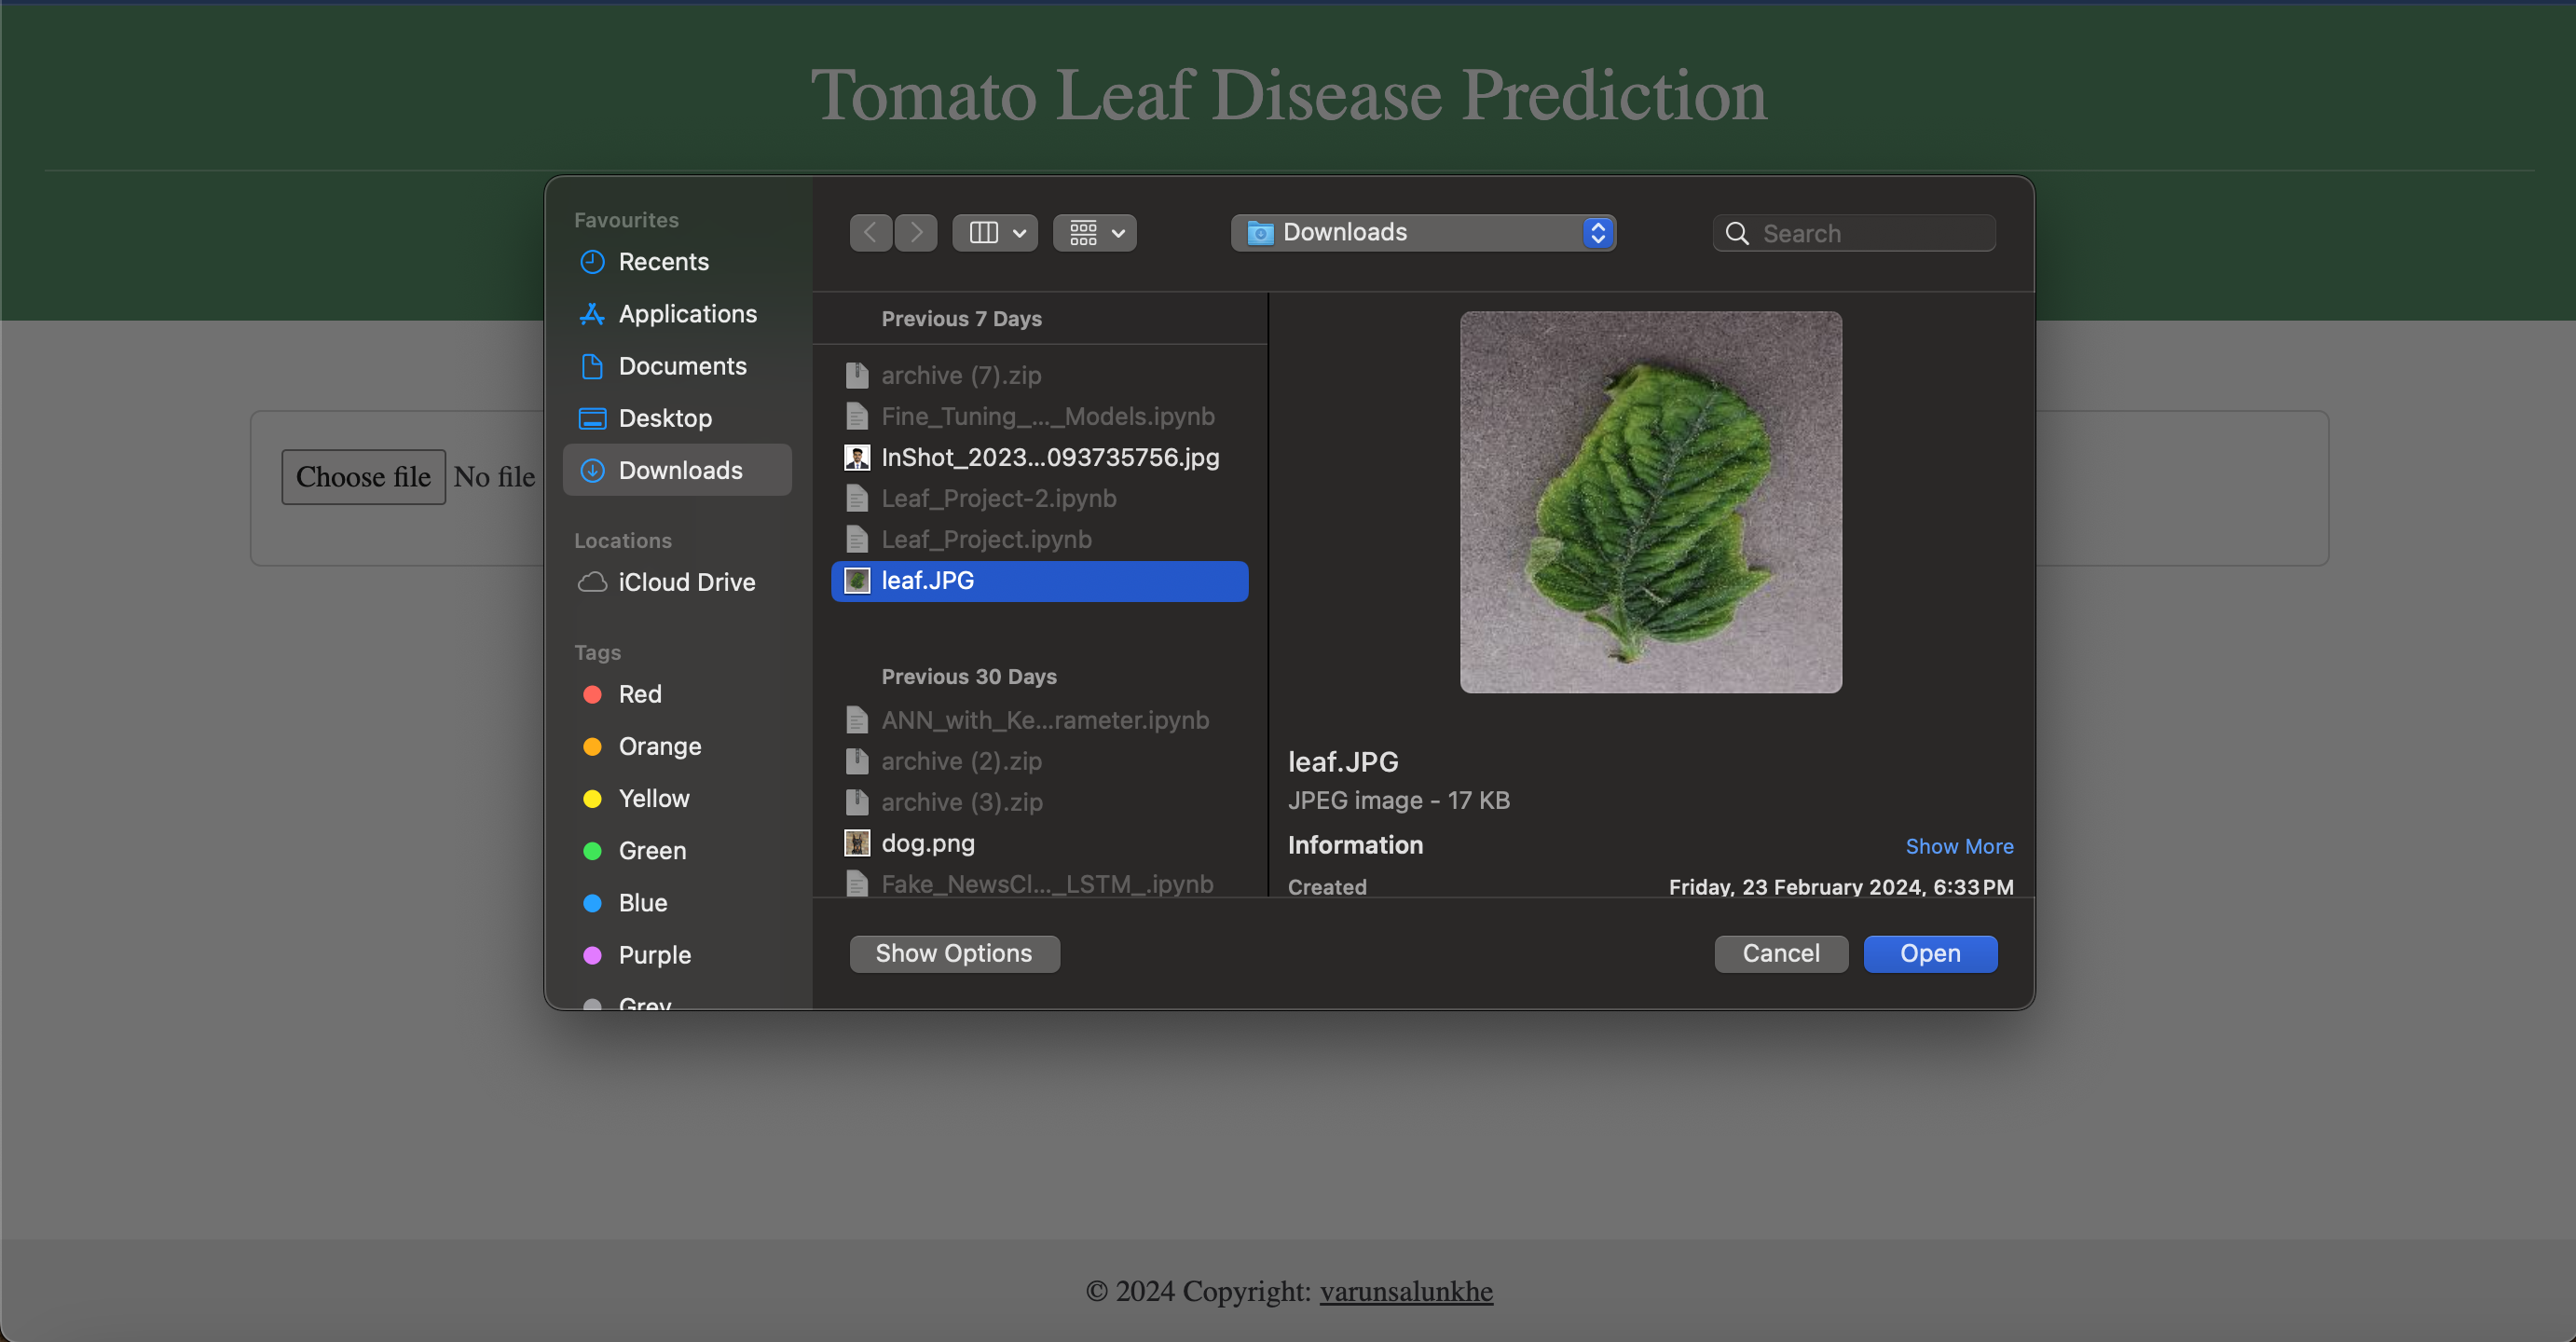 Tomato Leaf Disease Prediction
Choose file No file
Favourites
Recents
Applications
Documents
Desktop
Downloads
Locations
iCloud Drive
Tags
Red
Orange
Yellow
Green
Blue
Purple
Grey
Downloads
Search
Previous 7 Days
archive (7).zip
Fine_Tuning_..._Models.ipynb
InShot_2023...093735756.jpg
Leaf_Project-2.ipynb
Leaf_Project.ipynb
leaf.JPG
Previous 30 Days
ANN_with_Ke...rameter.ipynb
archive (2).zip
archive (3).zip
dog.png
Fake_NewsCl..._LSTM_.ipynb
leaf.JPG
JPEG image - 17 KB
Information Show More
Created Friday, 23 February 2024, 6:33 PM
Show Options Cancel Open
© 2024 Copyright: varunsalunkhe